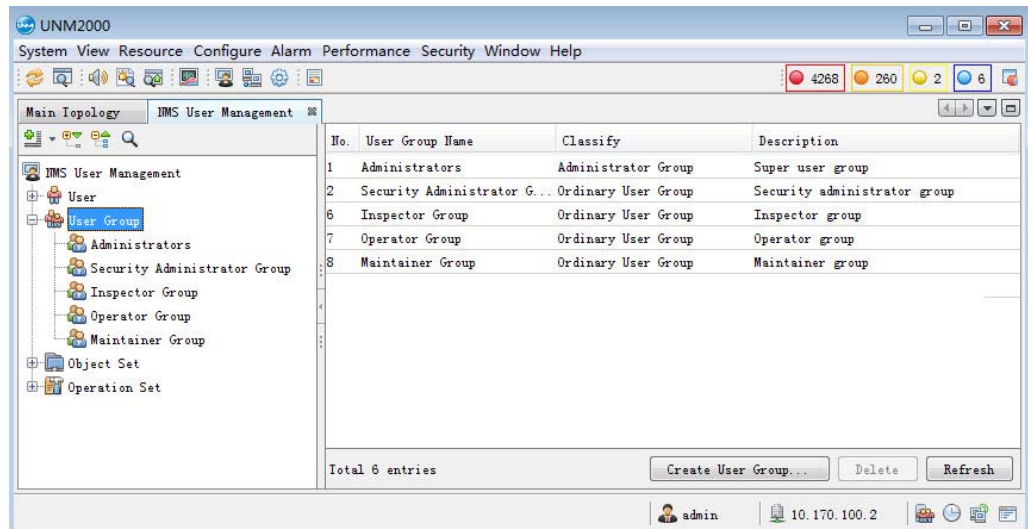 UNM2000
System View Resource Configure Alarm Performance Security Window Help
4268 260 2 6
Main Topology NMS User Management
No. User Group Name Classify Description
NMS User Management
1 Administrators Administrator Group Super user group
User
2 Security Administrator G... Ordinary User Group Security administrator group
User Group
6 Inspector Group Ordinary User Group Inspector group
Administrators
7 Operator Group Ordinary User Group Operator group
Security Administrator Group
8 Maintainer Group Ordinary User Group Maintainer group
Inspector Group
Operator Group
Maintainer Group
Object Set
Operation Set
Total 6 entries Create User Group... Delete Refresh
admin 10.170.100.2